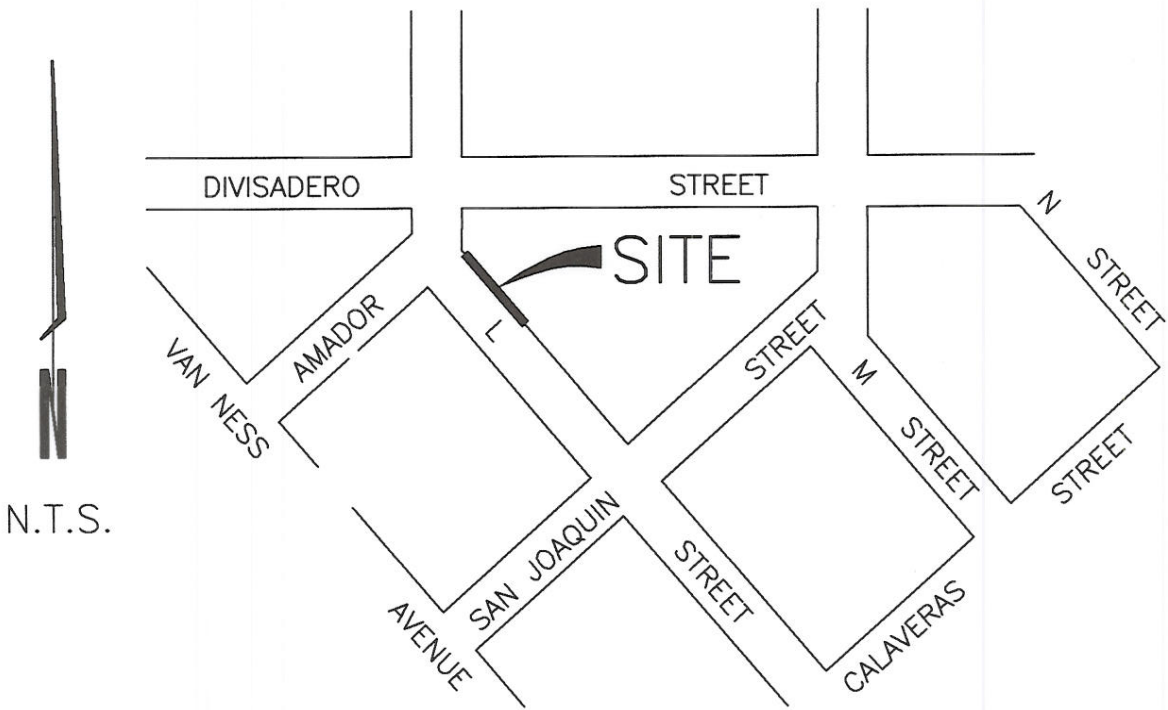 DIVISADERO STREET
N STREET
SITE
AMADOR
L STREET
VAN NESS AVENUE
M STREET
SAN JOAQUIN STREET
CALAVERAS STREET
N
N.T.S.